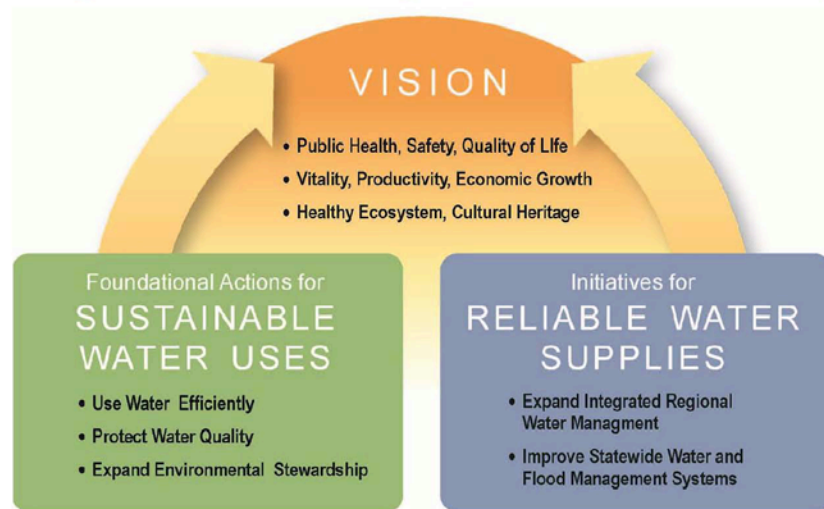 VISION
• Public Health, Safety, Quality of LIfe
• Vitality, Productivity, Economic Growth
• Healthy Ecosystem, Cultural Heritage
Foundational Actions for
SUSTAINABLE
WATER USES
• Use Water Efficiently
• Protect Water Quality
• Expand Environmental Stewardship
Initiatives for
RELIABLE WATER
SUPPLIES
• Expand Integrated Regional
Water Managment
• Improve Statewide Water and
Flood Management Systems